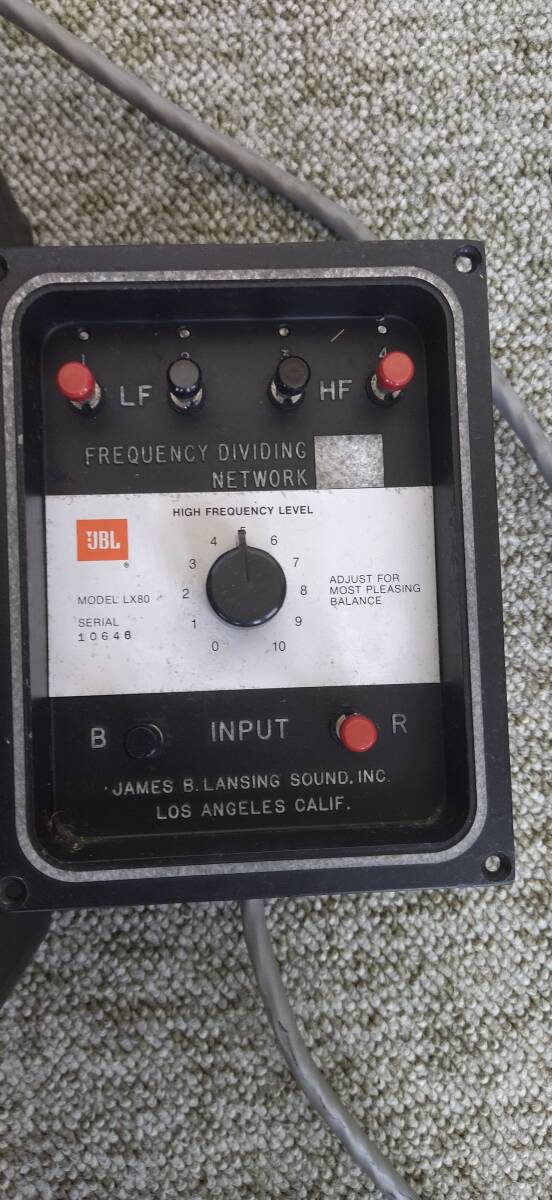 1 2 3 4
LF HF
FREQUENCY DIVIDING
NETWORK
HIGH FREQUENCY LEVEL
JBL
®
0 1 2 3 4 5 6 7 8 9 10
MODEL LX80
SERIAL
10646
ADJUST FOR
MOST PLEASING
BALANCE
B INPUT R
JAMES B. LANSING SOUND, INC.
LOS ANGELES CALIF.